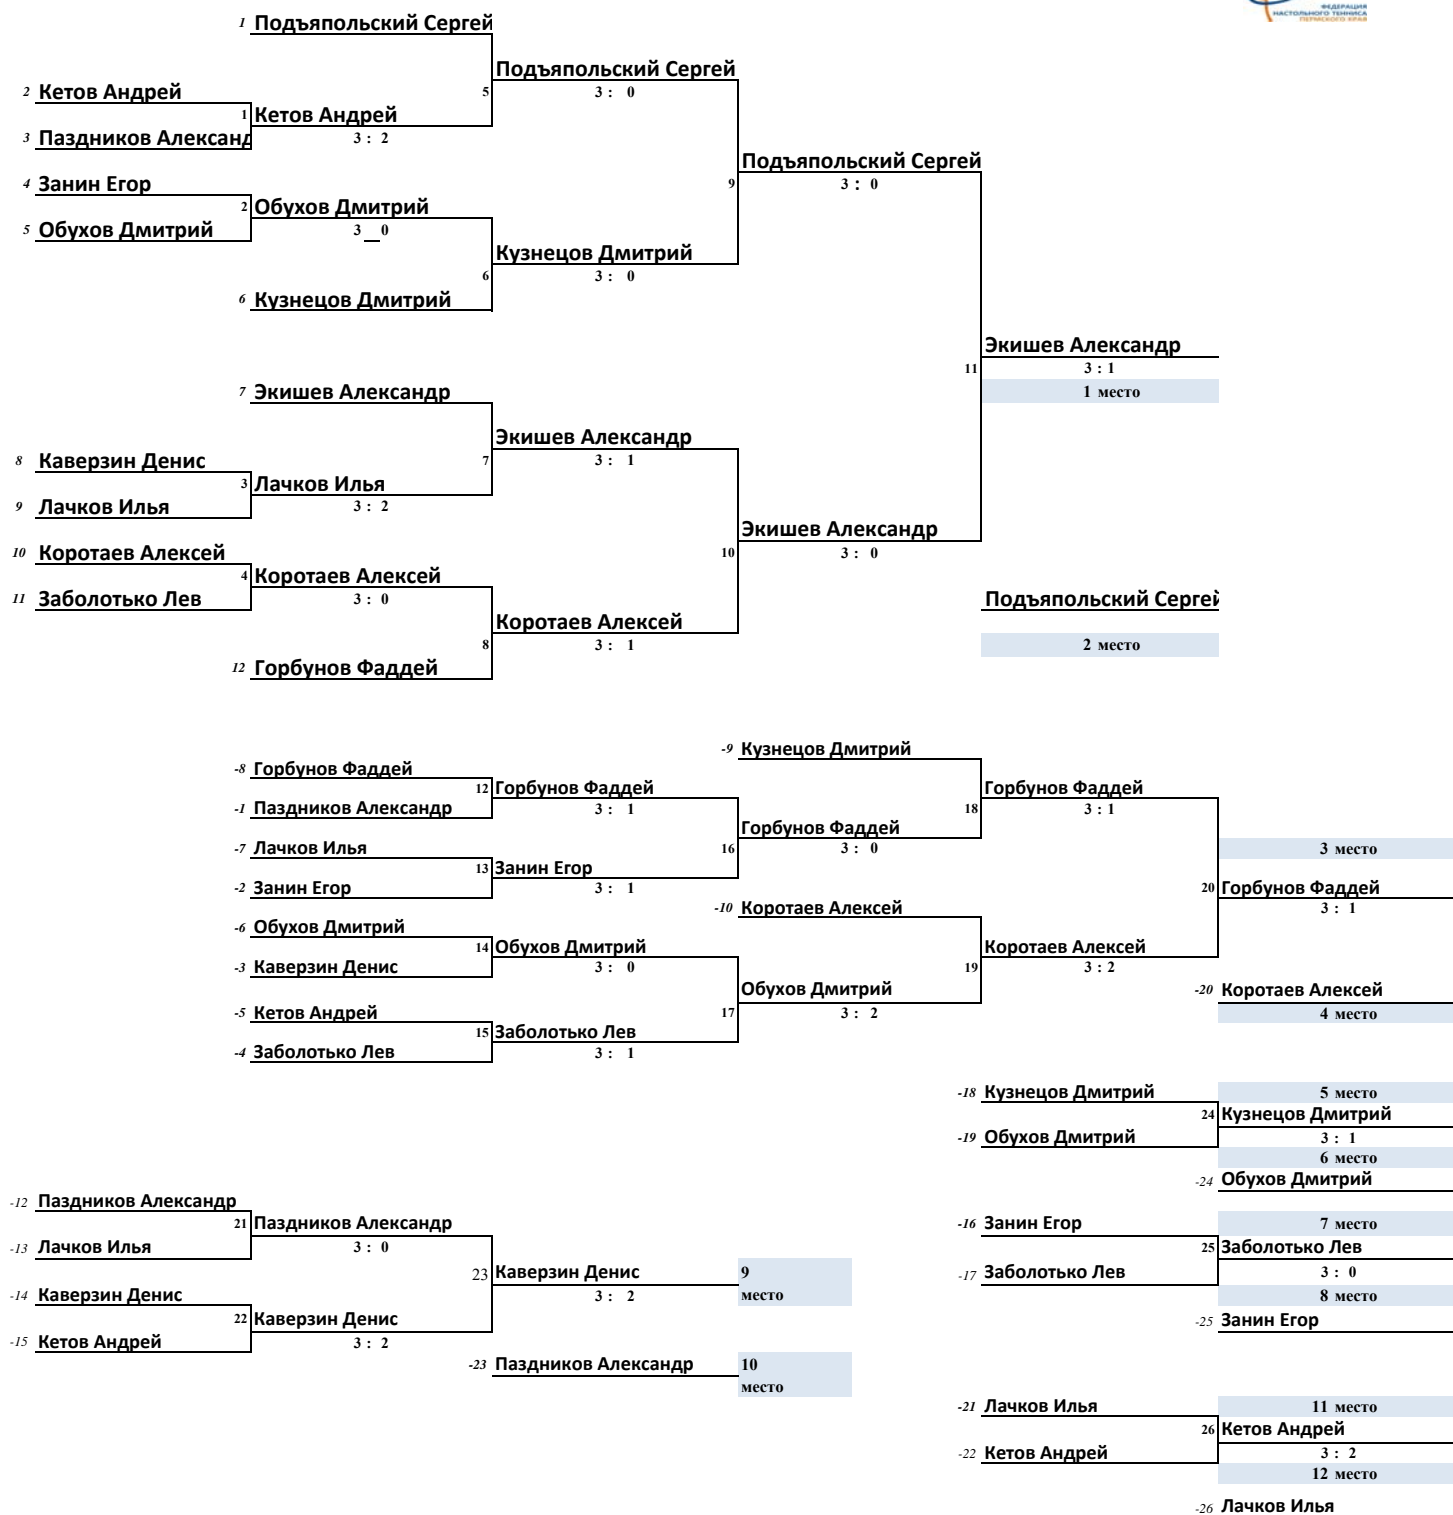 ФЕДЕРАЦИЯ
НАСТОЛЬНОГО ТЕННИСА
ПЕРМСКОГО КРАЯ
1 Подъяпольский Сергей
Подъяпольский Сергей
2 Кетов Андрей
5 3 : 0
1 Кетов Андрей
3 Паздников Александ
3 : 2
Подъяпольский Сергей
4 Занин Егор
9 3 : 0
2 Обухов Дмитрий
5 Обухов Дмитрий
3 0
Кузнецов Дмитрий
6 3 : 0
6 Кузнецов Дмитрий
Экишев Александр
11 3 : 1
7 Экишев Александр
1 место
Экишев Александр
8 Каверзин Денис
7 3 : 1
3 Лачков Илья
9 Лачков Илья
3 : 2
Экишев Александр
10 Коротаев Алексей
10 3 : 0
4 Коротаев Алексей
11 Заболотько Лев
3 : 0
Подъяпольский Сергей
Коротаев Алексей
8 3 : 1
2 место
12 Горбунов Фаддей
-9 Кузнецов Дмитрий
-8 Горбунов Фаддей
12 Горбунов Фаддей
Горбунов Фаддей
-1 Паздников Александр
3 : 1
18 3 : 1
Горбунов Фаддей
-7 Лачков Илья
16 3 : 0
3 место
13 Занин Егор
-2 Занин Егор
3 : 1
20 Горбунов Фаддей
-10 Коротаев Алексей
3 : 1
-6 Обухов Дмитрий
14 Обухов Дмитрий
Коротаев Алексей
-3 Каверзин Денис
3 : 0
19 3 : 2
Обухов Дмитрий
-20 Коротаев Алексей
-5 Кетов Андрей
17 3 : 2
4 место
15 Заболотько Лев
-4 Заболотько Лев
3 : 1
-18 Кузнецов Дмитрий
5 место
24 Кузнецов Дмитрий
-19 Обухов Дмитрий
3 : 1
6 место
-24 Обухов Дмитрий
-12 Паздников Александр
21 Паздников Александр
-16 Занин Егор
7 место
-13 Лачков Илья
3 : 0
25 Заболотько Лев
23 Каверзин Денис
9
место
-17 Заболотько Лев
3 : 0
-14 Каверзин Денис
3 : 2
8 место
22 Каверзин Денис
-25 Занин Егор
-15 Кетов Андрей
3 : 2
-23 Паздников Александр
10
место
-21 Лачков Илья
11 место
26 Кетов Андрей
-22 Кетов Андрей
3 : 2
12 место
-26 Лачков Илья